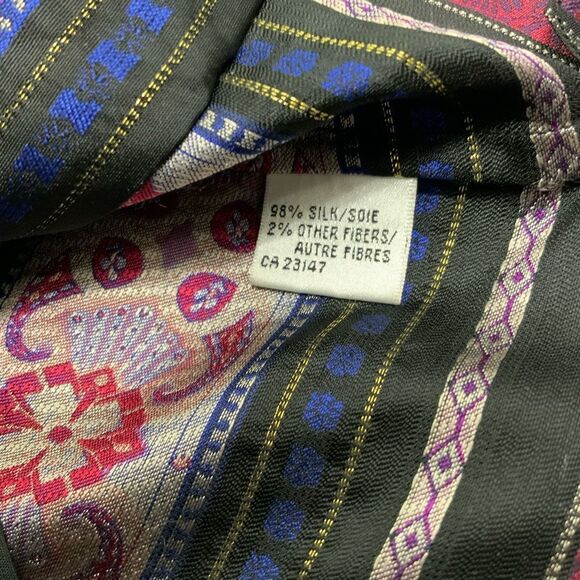 98% SILK/SOIE
2% OTHER FIBERS/
AUTRE FIBRES
CA 23147